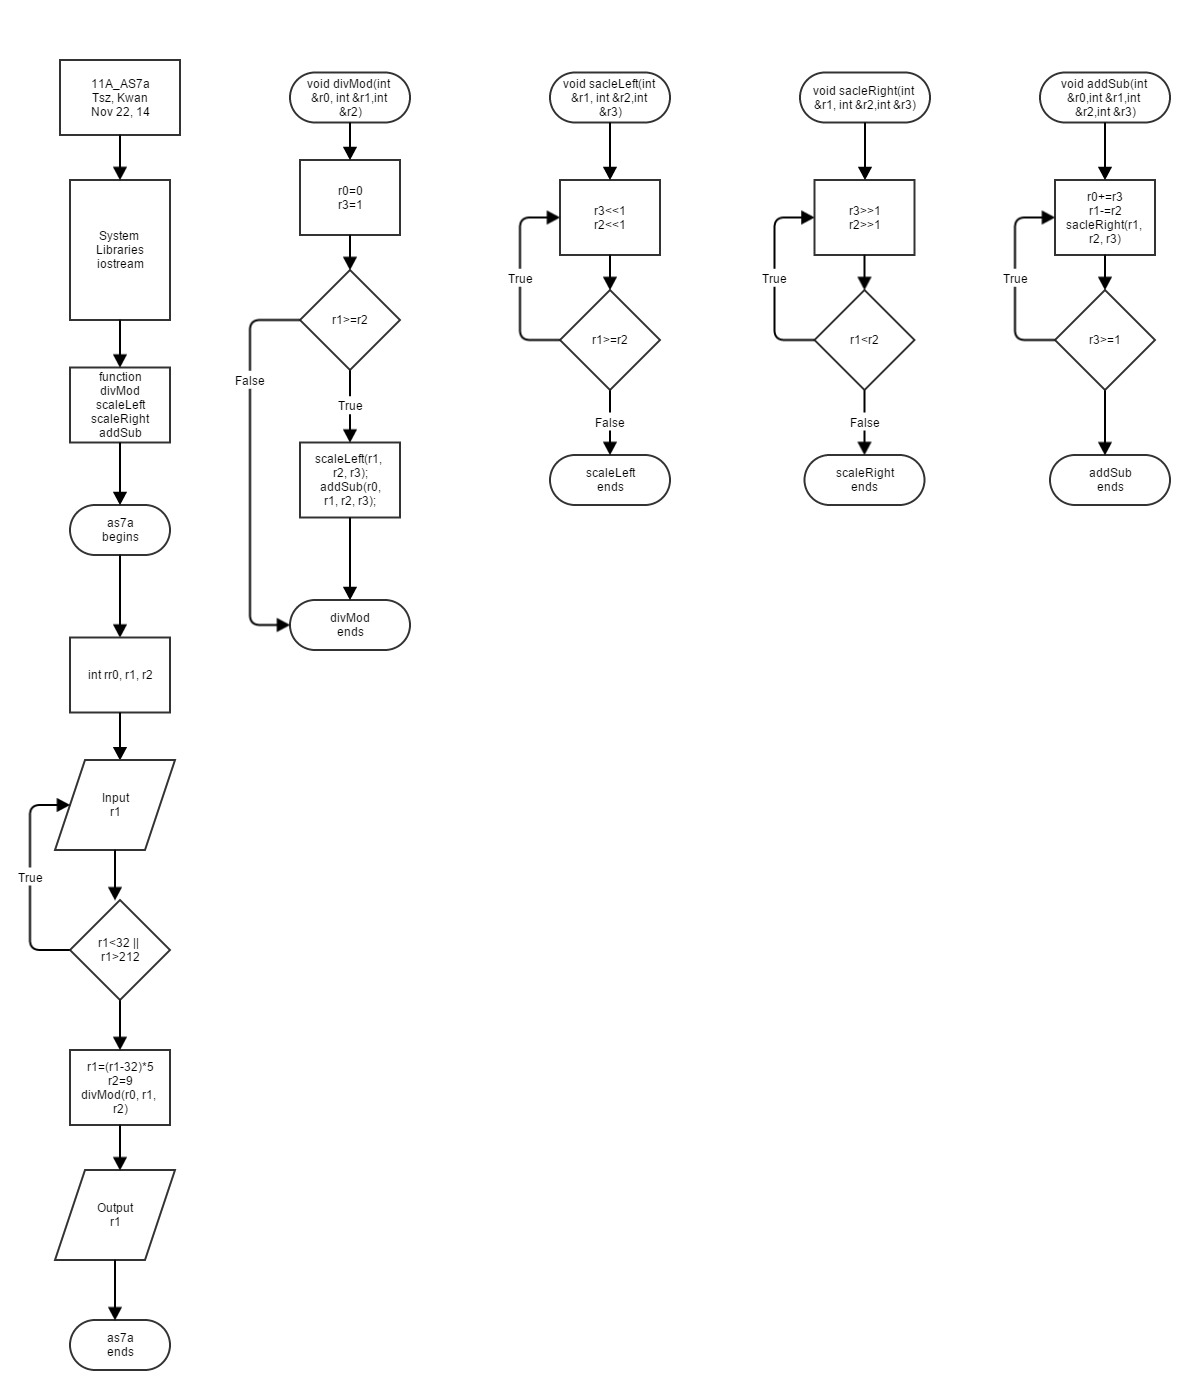 11A_AS7a
Tsz, Kwan
Nov 22, 14
System
Libraries
iostream
function
divMod
scaleLeft
scaleRight
addSub
as7a
begins
int rr0, r1, r2
Input
r1
True
r1<32 ||
r1>212
r1=(r1-32)*5
r2=9
divMod(r0, r1,
r2)
Output
r1
as7a
ends
void divMod(int
&r0, int &r1,int
&r2)
r0=0
r3=1
r1>=r2
False
True
scaleLeft(r1,
r2, r3);
addSub(r0,
r1, r2, r3);
divMod
ends
void sacleLeft(int
&r1, int &r2,int
&r3)
r3<<1
r2<<1
True
r1>=r2
False
scaleLeft
ends
void sacleRight(int
&r1, int &r2,int &r3)
r3>>1
r2>>1
True
r1<r2
False
scaleRight
ends
void addSub(int
&r0,int &r1,int
&r2,int &r3)
r0+=r3
r1-=r2
sacleRight(r1,
r2, r3)
True
r3>=1
addSub
ends